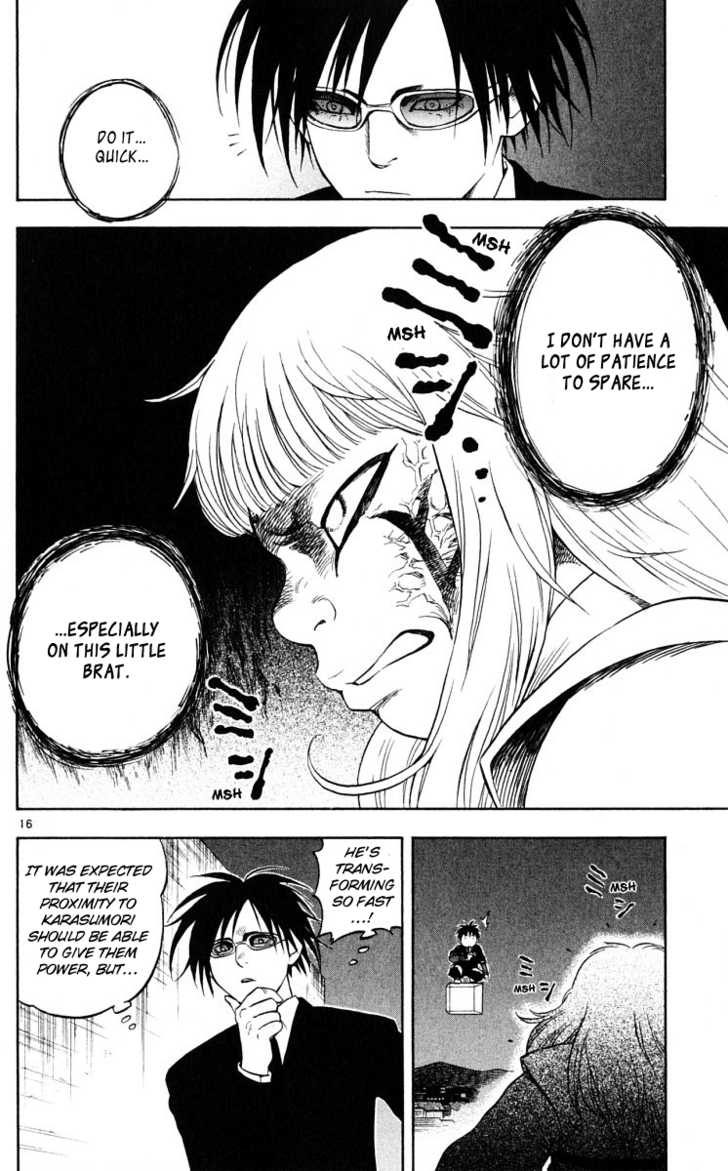 DO IT...
QUICK...
MSH
I DON'T HAVE A
LOT OF PATIENCE
TO SPARE...
MSH
...ESPECIALLY
ON THIS LITTLE
BRAT.
MSH
16
IT WAS EXPECTED
THAT THEIR
PROXIMITY TO
KARASUMORI
SHOULD BE ABLE
TO GIVE THEM
POWER, BUT...
HE'S
TRANS-
FORMING
SO FAST
...!
MSH
MSH